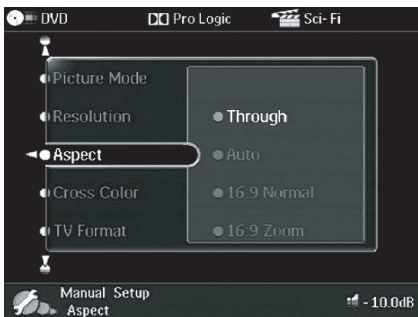 DVD
Pro Logic
Sci-Fi
Picture Mode
Resolution
Through
Aspect
Auto
Cross Color
16:9 Normal
TV Format
16:9 Zoom
Manual Setup
Aspect
-10.0dB